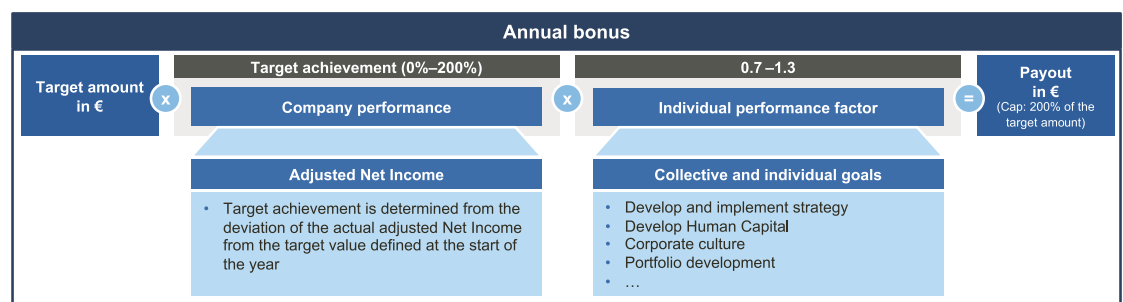 Annual bonus
Target amount
in €
x
Target achievement (0%–200%)
Company performance
x
0.7 –1.3
Individual performance factor
=
Payout
in €
(Cap: 200% of the
target amount)
Adjusted Net Income
• Target achievement is determined from the
deviation of the actual adjusted Net Income
from the target value defined at the start of
the year
Collective and individual goals
• Develop and implement strategy
• Develop Human Capital
• Corporate culture
• Portfolio development
• …